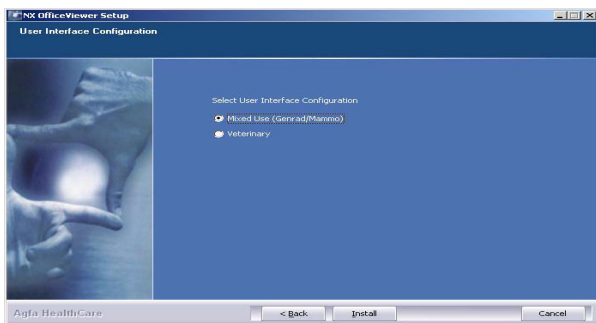 NX OfficeViewer Setup
User Interface Configuration
Select User Interface Configuration
Mixed Use (Genrad/Mammo)
Veterinary
Agfa HealthCare
< Back
Install
Cancel